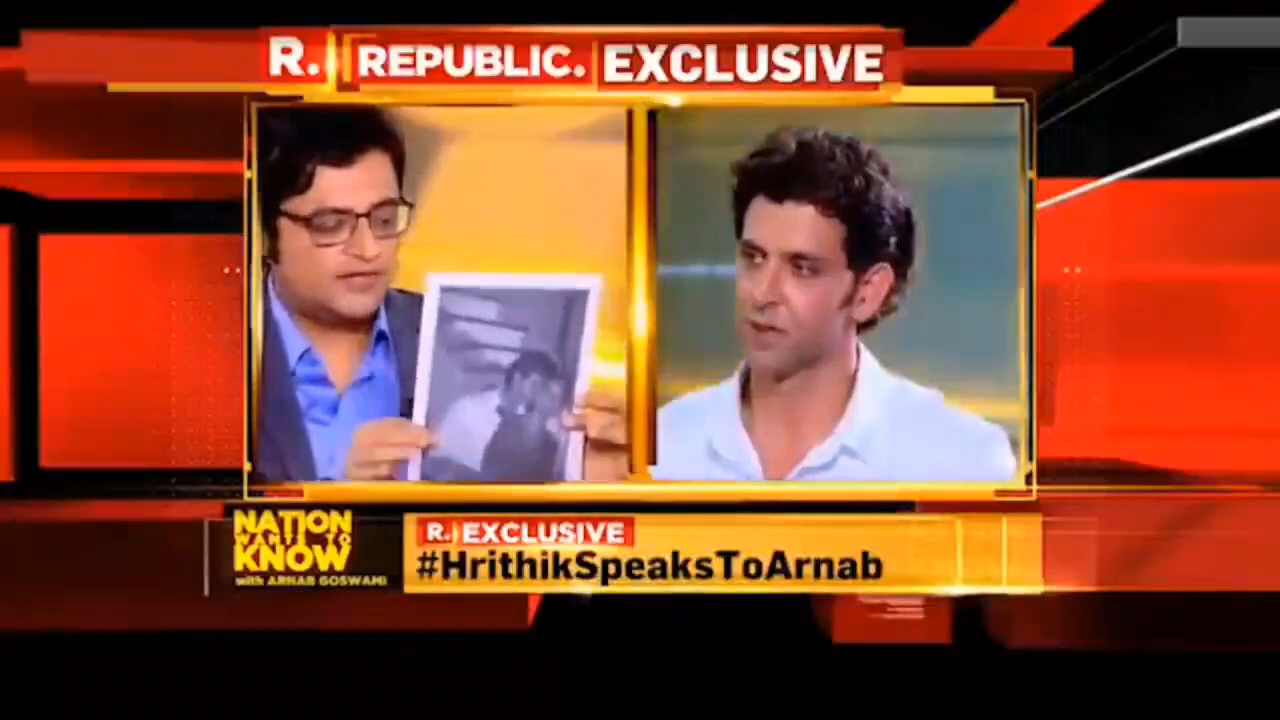 R. REPUBLIC. EXCLUSIVE
NATION
WANTS TO
KNOW
with ARNAB GOSWAMI
R. EXCLUSIVE
#HrithikSpeaksToArnab